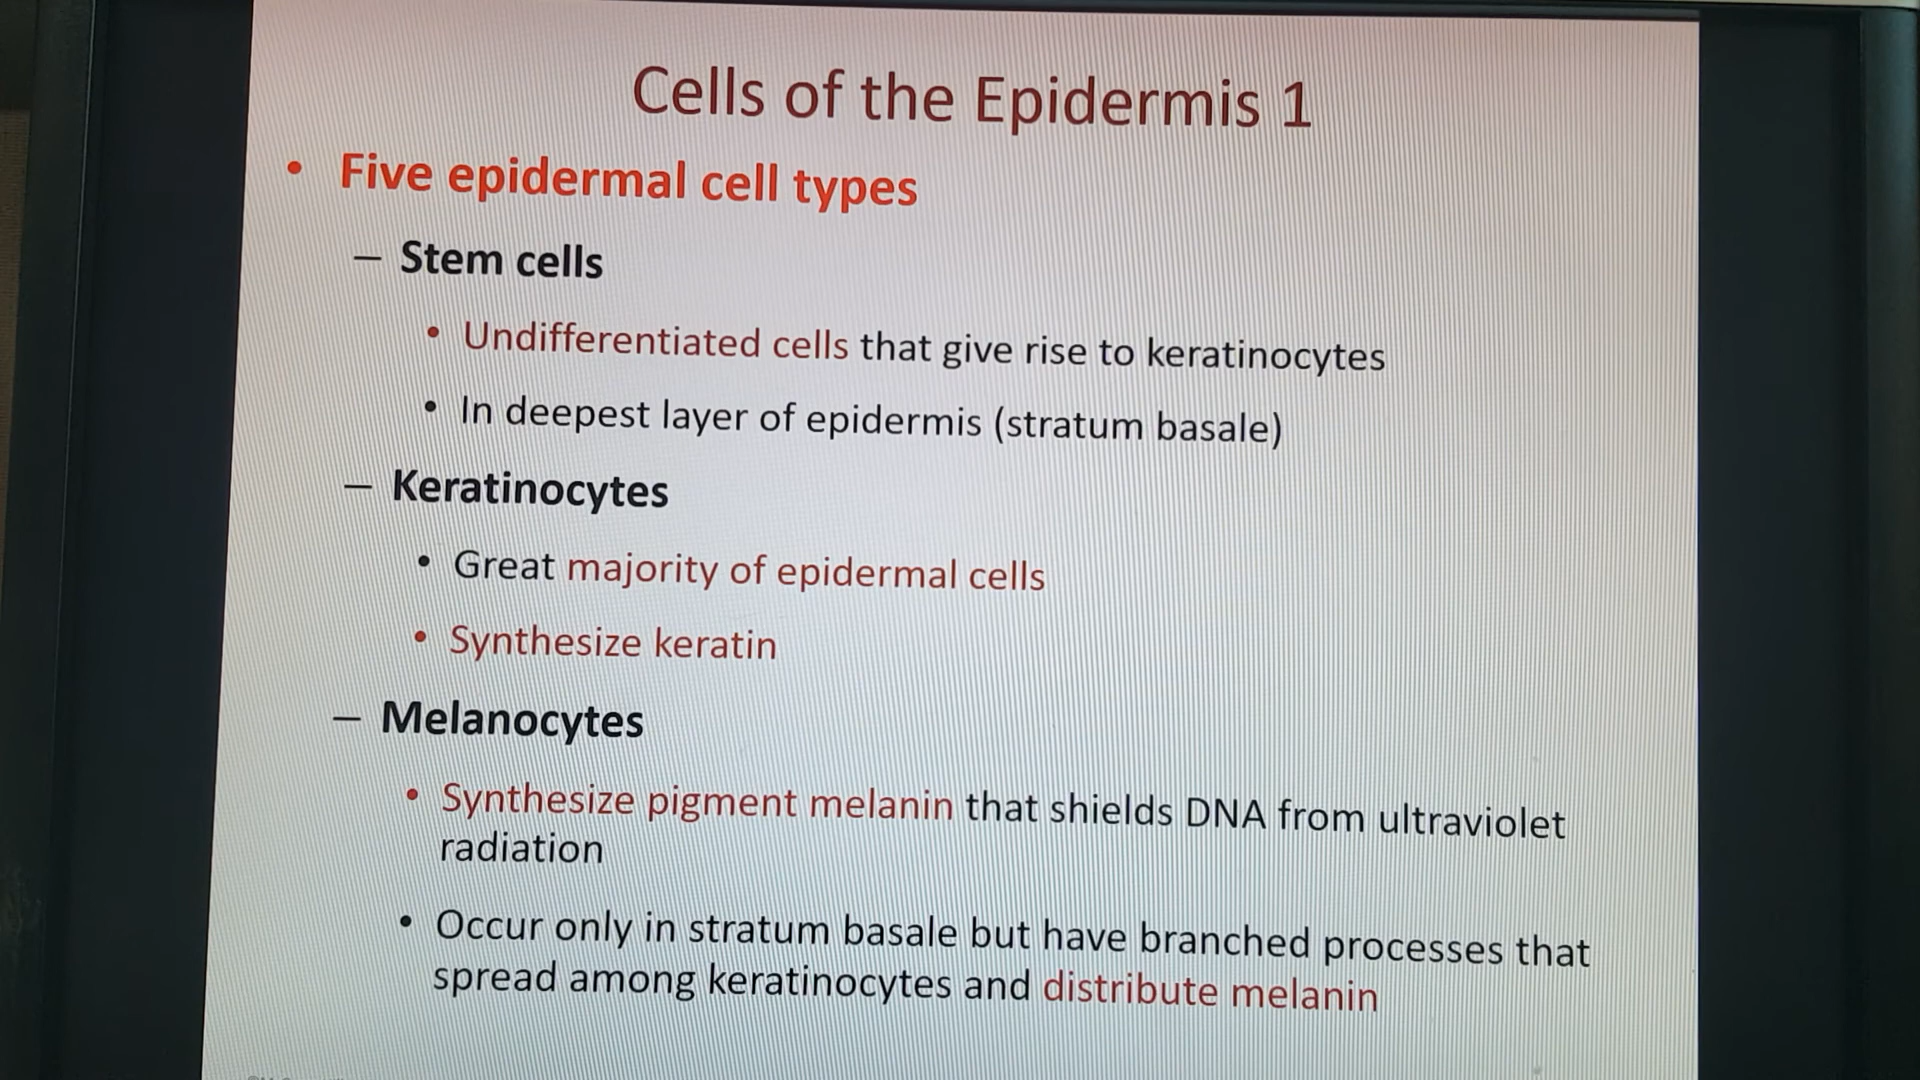 Cells of the Epidermis 1
• Five epidermal cell types
– Stem cells
• Undifferentiated cells that give rise to keratinocytes
• In deepest layer of epidermis (stratum basale)
– Keratinocytes
• Great majority of epidermal cells
• Synthesize keratin
– Melanocytes
• Synthesize pigment melanin that shields DNA from ultraviolet
radiation
• Occur only in stratum basale but have branched processes that
spread among keratinocytes and distribute melanin